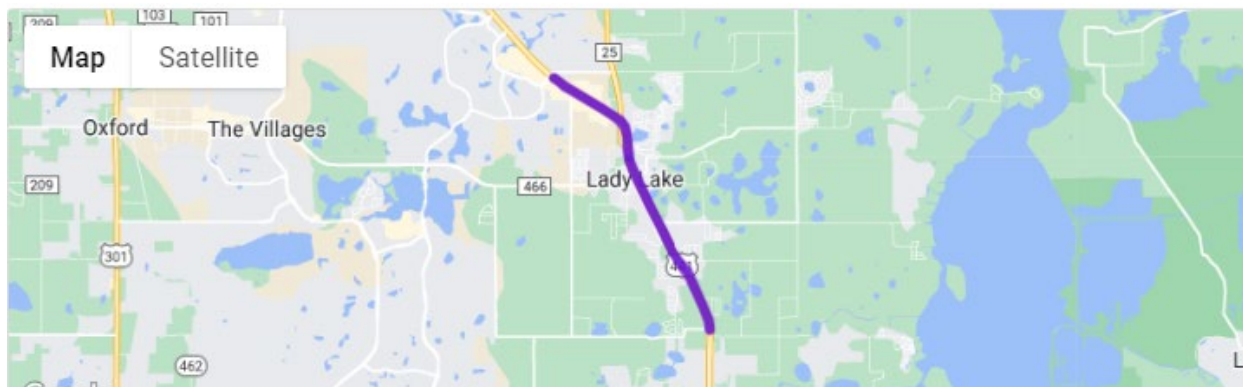 209
103
101
Map
Satellite
25
Oxford
The Villages
209
466
Lady Lake
301
462
L